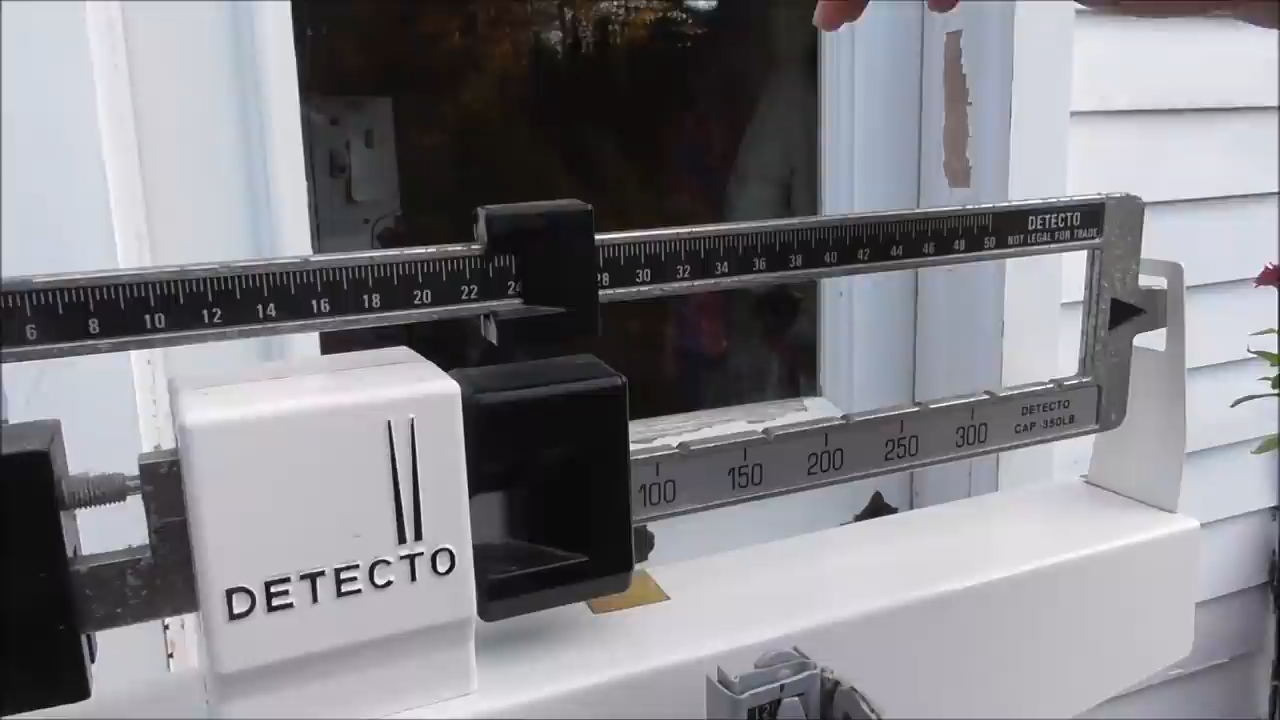 6 8 10 12 14 16 18 20 22 24 28 30 32 34 36 38 40 42 44 46 48 50
DETECTO
NOT LEGAL FOR TRADE
100 150 200 250 300
DETECTO
CAP 350LB
DETECTO